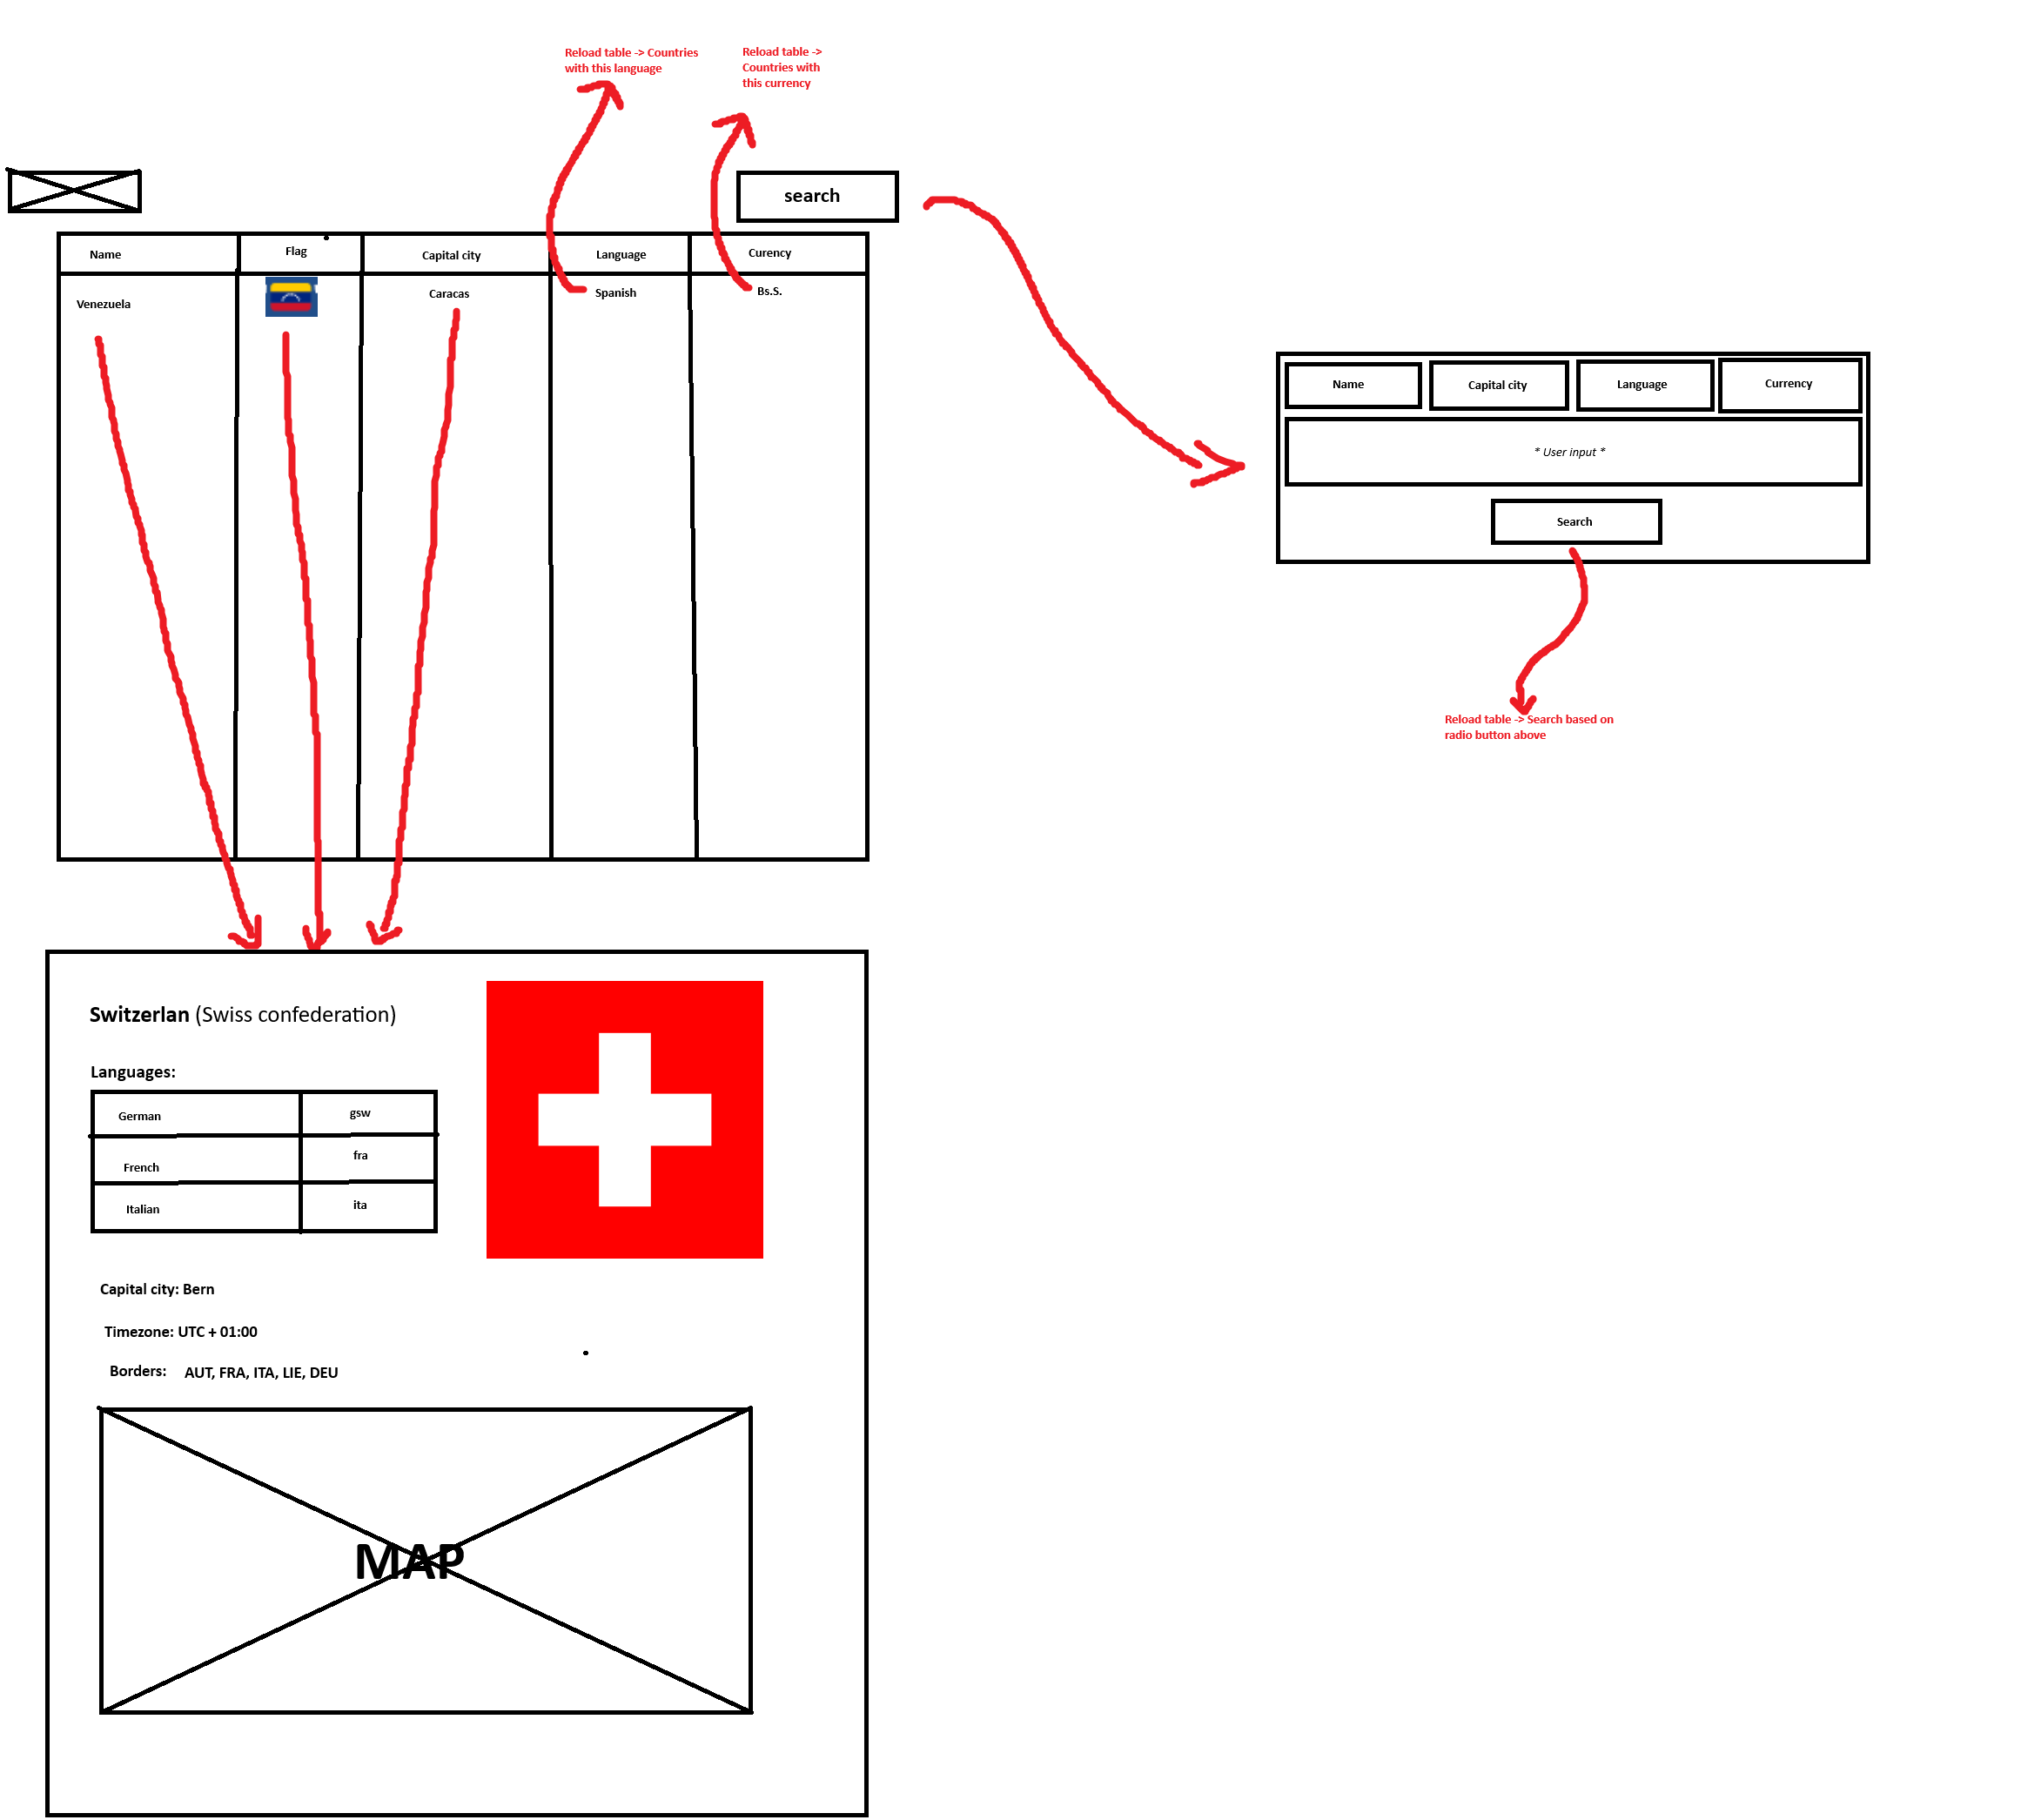 Reload table -> Countries
with this language
Reload table ->
Countries with
this currency
search
Name
Flag
Capital city
Language
Curency
Venezuela
Caracas
Spanish
Bs.S.
Name
Capital city
Language
Currency
* User input *
Search
Reload table -> Search based on
radio button above
Switzerlan (Swiss confederation)
Languages:
German
gsw
French
fra
Italian
ita
Capital city: Bern
Timezone: UTC + 01:00
Borders: AUT, FRA, ITA, LIE, DEU
MAP